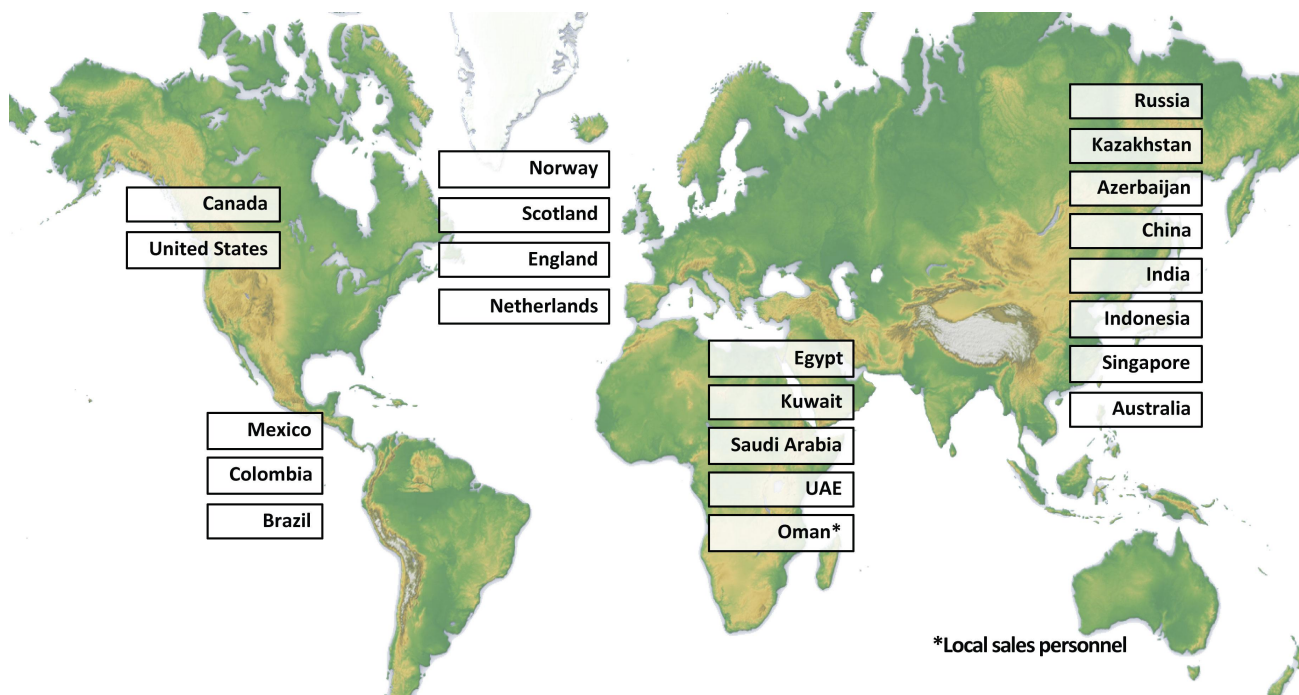 Canada
United States
Norway
Scotland
England
Netherlands
Mexico
Colombia
Brazil
Egypt
Kuwait
Saudi Arabia
UAE
Oman*
Russia
Kazakhstan
Azerbaijan
China
India
Indonesia
Singapore
Australia
*Local sales personnel